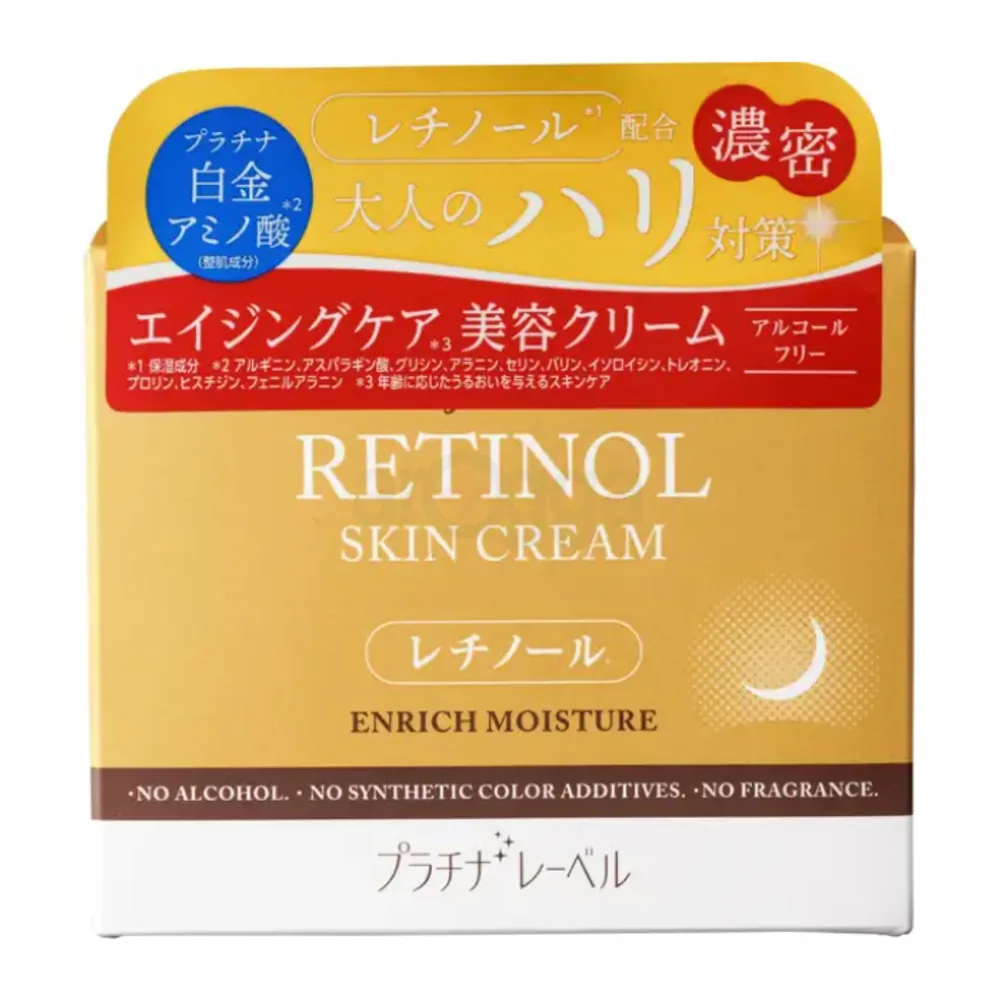 プラチナ
白金
アミノ酸*2
(整肌成分)
レチノール*1 配合
濃密
大人のハリ対策
エイジングケア*3 美容クリーム
アルコール
フリー
*1 保湿成分 *2 アルギニン、アスパラギン酸、グリシン、アラニン、セリン、バリン、イソロイシン、トレオニン、
プロリン、ヒスチジン、フェニルアラニン *3 年齢に応じたうるおいを与えるスキンケア
RETINOL
SKIN CREAM
レチノール
ENRICH MOISTURE
・NO ALCOHOL. ・NO SYNTHETIC COLOR ADDITIVES. ・NO FRAGRANCE.
プラチナレーベル